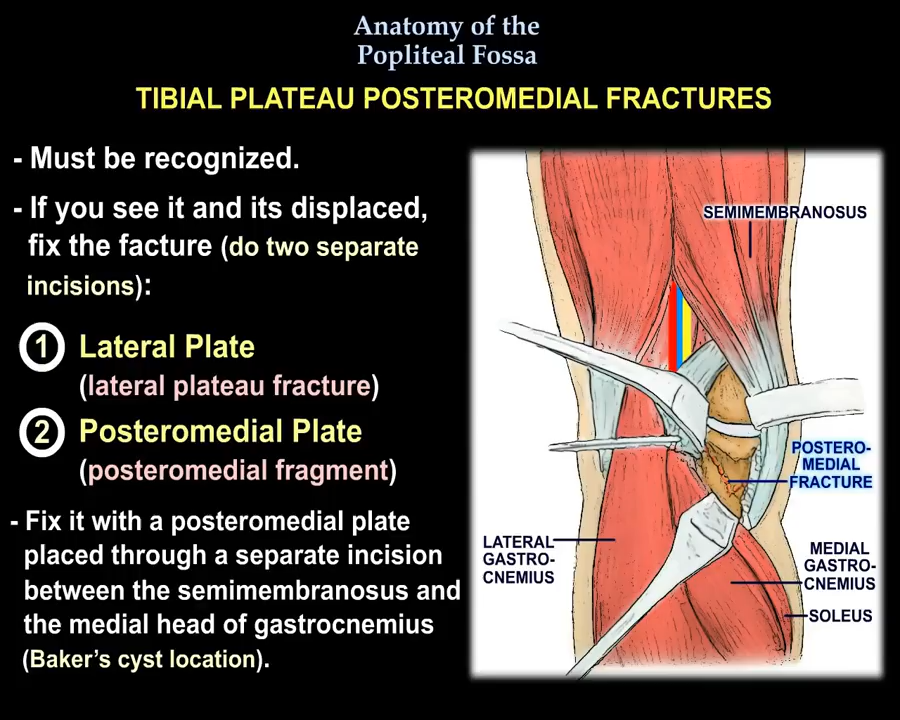 Anatomy of the
Popliteal Fossa
TIBIAL PLATEAU POSTEROMEDIAL FRACTURES
- Must be recognized.
- If you see it and its displaced,
fix the facture (do two separate
incisions):
1 Lateral Plate
(lateral plateau fracture)
2 Posteromedial Plate
(posteromedial fragment)
- Fix it with a posteromedial plate
placed through a separate incision
between the semimembranosus and
the medial head of gastrocnemius
(Baker's cyst location).
SEMIMEMBRANOSUS
POSTERO-
MEDIAL
FRACTURE
LATERAL
GASTRO-
CNEMIUS
MEDIAL
GASTRO-
CNEMIUS
SOLEUS